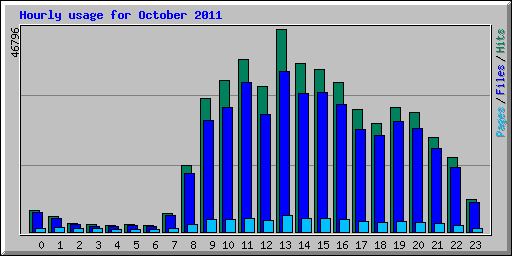 Hourly usage for October 2011
46796
Pages/Files/Hits
0 1 2 3 4 5 6 7 8 9 10 11 12 13 14 15 16 17 18 19 20 21 22 23